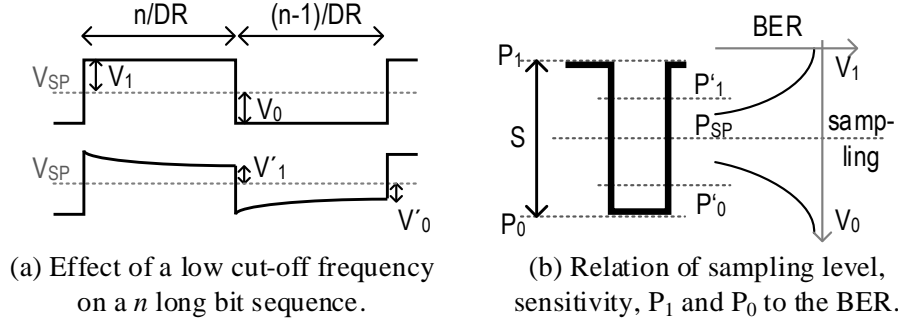 n/DR
(n-1)/DR
V_SP
V_1
V_0
V_SP
V´_1
V´_0
(a) Effect of a low cut-off frequency
on a n long bit sequence.
BER
P_1
V_1
P‘_1
S
P_SP
samp-
ling
P‘_0
P_0
V_0
(b) Relation of sampling level,
sensitivity, P_1 and P_0 to the BER.